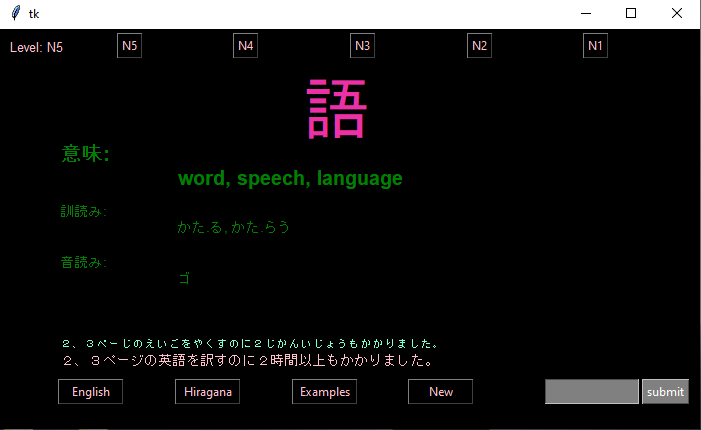 tk
Level: N5 N5 N4 N3 N2 N1
語
意味:
word, speech, language
訓読み:
かた.る,かた.らう
音読み:
ゴ
２、３ぺーじのえいごをやくすのに２じかんいじょうもかかりました。
２、３ページの英語を訳すのに２時間以上もかかりました。
English Hiragana Examples New submit